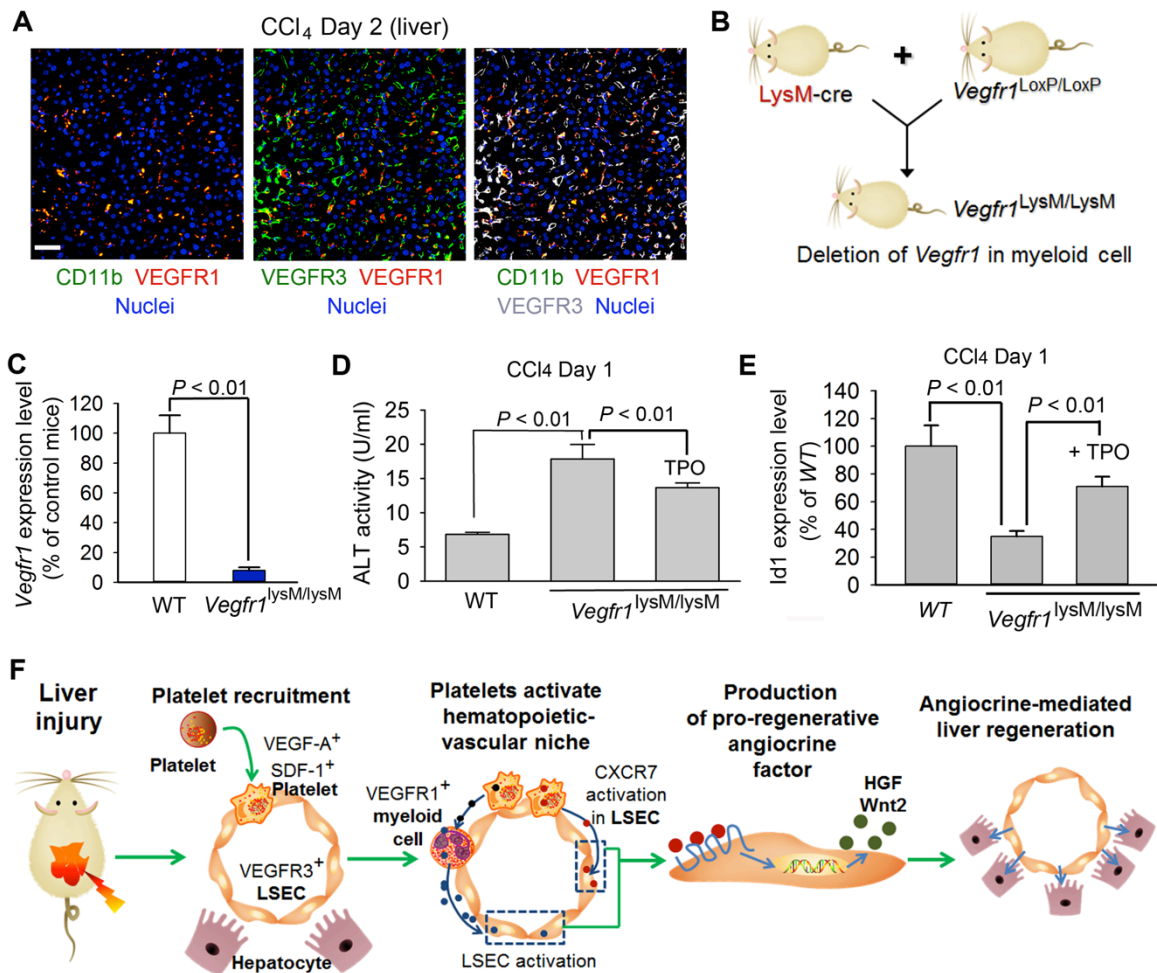 A
CCl4 Day 2 (liver)
CD11b VEGFR1
Nuclei
VEGFR3 VEGFR1
Nuclei
CD11b VEGFR1
VEGFR3 Nuclei
B
+
LysM-cre
Vegfr1LoxP/LoxP
Vegfr1LysM/LysM
Deletion of Vegfr1 in myeloid cell
C
Vegfr1 expression level
(% of control mice)
P < 0.01
120
100
80
60
40
20
0
WT
Vegfr1lysM/lysM
D
CCl4 Day 1
ALT activity (U/ml)
P < 0.01
P < 0.01
TPO
25
20
15
10
5
0
WT
Vegfr1lysM/lysM
E
CCl4 Day 1
Id1 expression level
(% of WT)
P < 0.01
P < 0.01
+ TPO
140
120
100
80
60
40
20
0
WT
Vegfr1lysM/lysM
F
Liver
injury
Platelet recruitment
Platelet
VEGF-A+
SDF-1+
Platelet
VEGFR3+
LSEC
Hepatocyte
Platelets activate
hematopoietic-
vascular niche
VEGFR1+
myeloid
cell
CXCR7
activation
in LSEC
LSEC activation
Production
of pro-regenerative
angiocrine
factor
HGF
Wnt2
Angiocrine-mediated
liver regeneration